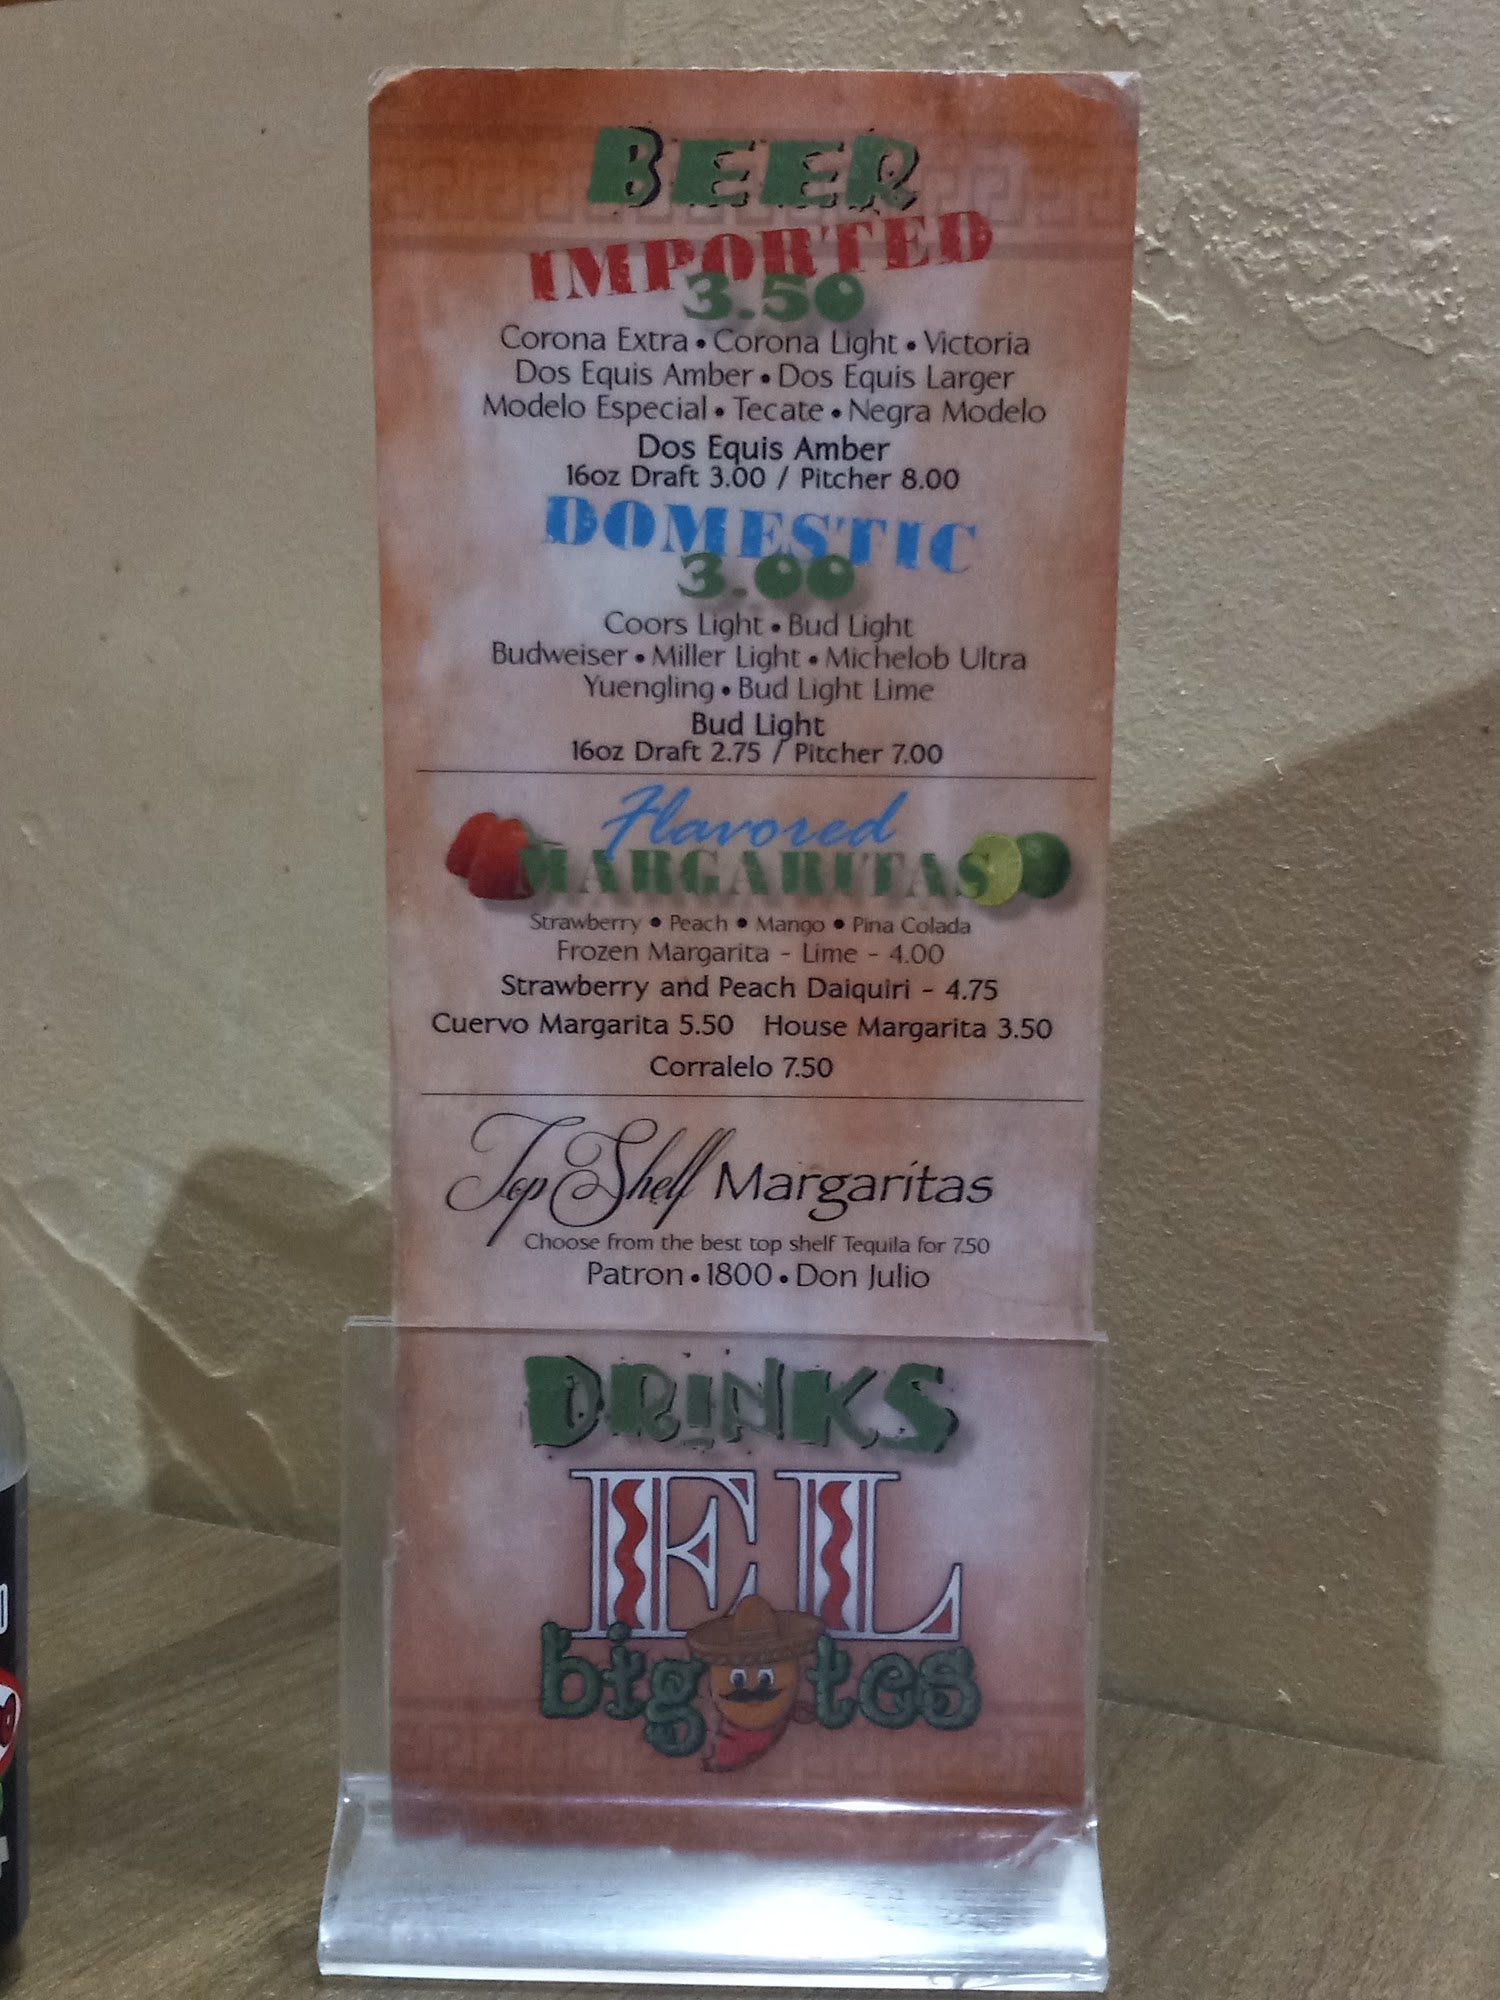 BEER
IMPORTED
3.50
Corona Extra • Corona Light • Victoria
Dos Equis Amber • Dos Equis Larger
Modelo Especial • Tecate • Negra Modelo
Dos Equis Amber
16oz Draft 3.00 / Pitcher 8.00
DOMESTIC
3.00
Coors Light • Bud Light
Budweiser • Miller Light • Michelob Ultra
Yuengling • Bud Light Lime
Bud Light
16oz Draft 2.75 / Pitcher 7.00
Flavored
MARGARITAS
Strawberry • Peach • Mango • Pina Colada
Frozen Margarita - Lime - 4.00
Strawberry and Peach Daiquiri - 4.75
Cuervo Margarita 5.50 House Margarita 3.50
Corralelo 7.50
Top Shelf Margaritas
Choose from the best top shelf Tequila for 7.50
Patron • 1800 • Don Julio
DRINKS
EL
bigotes